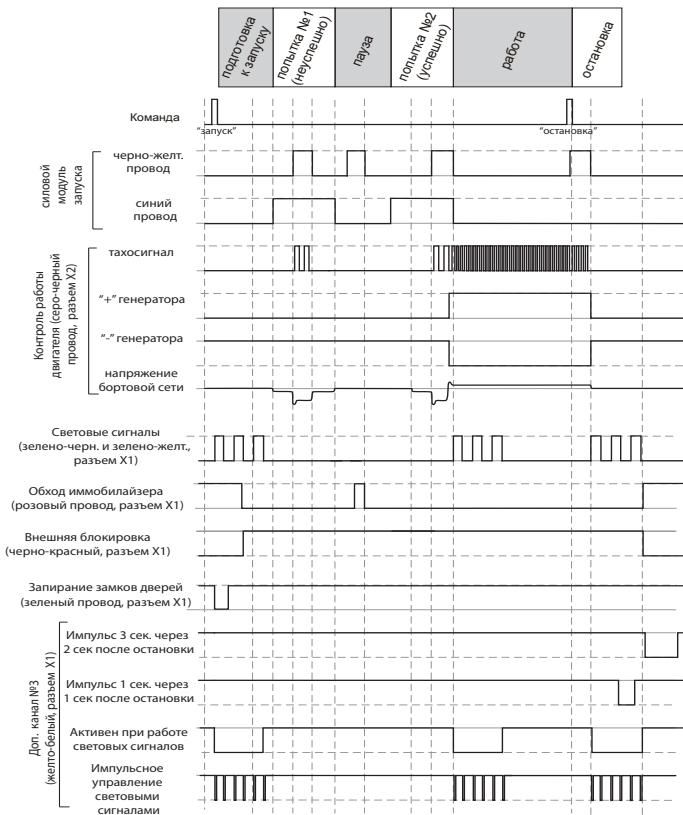 подготовка
к запуску
попытка №1
(неуспешно)
пауза
попытка №2
(успешно)
работа
остановка
Команда
"запуск"
"остановка"
силовой
модуль
запуска
черно-желт.
провод
синий
провод
Контроль работы
двигателя (серо-черный
провод, разъем X2)
тахосигнал
"+" генератора
"-" генератора
напряжение
бортовой сети
Световые сигналы
(зелено-черн. и зелено-желт.,
разъем X1)
Обход иммобилайзера
(розовый провод, разъем X1)
Внешняя блокировка
(черно-красный, разъем X1)
Запирание замков дверей
(зеленый провод, разъем X1)
Доп. канал №3
(желто-белый, разъем X1)
Импульс 3 сек. через
2 сек после остановки
Импульс 1 сек. через
1 сек после остановки
Активен при работе
световых сигналов
Импульсное
управление
световыми
сигналами